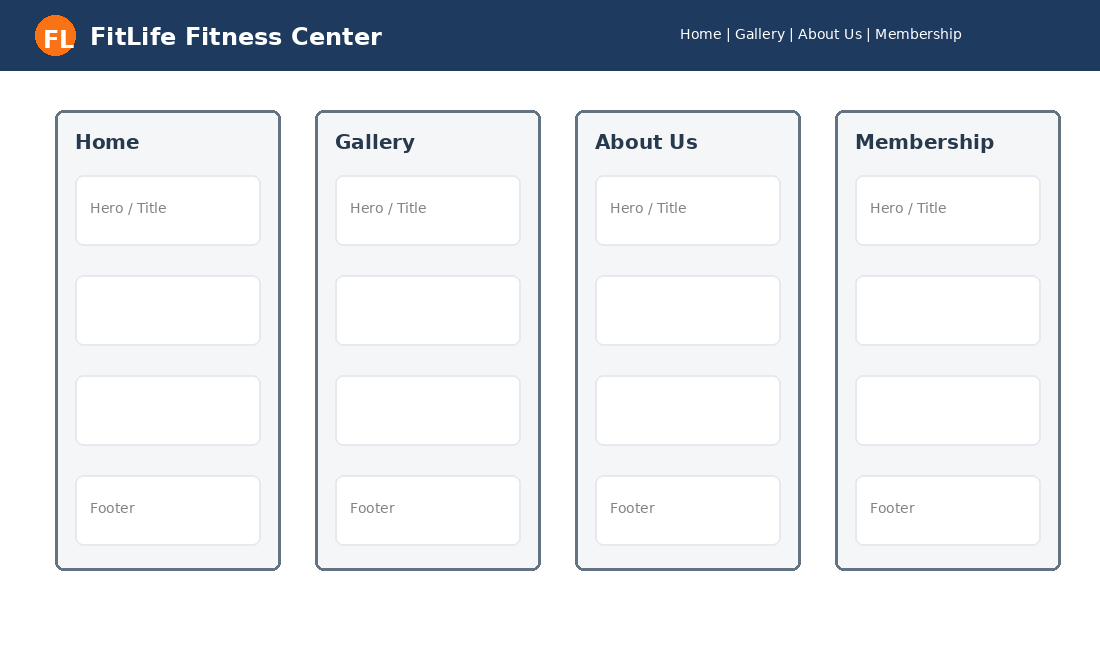 FL FitLife Fitness Center
Home | Gallery | About Us | Membership
Home
Hero / Title
Footer
Gallery
Hero / Title
Footer
About Us
Hero / Title
Footer
Membership
Hero / Title
Footer